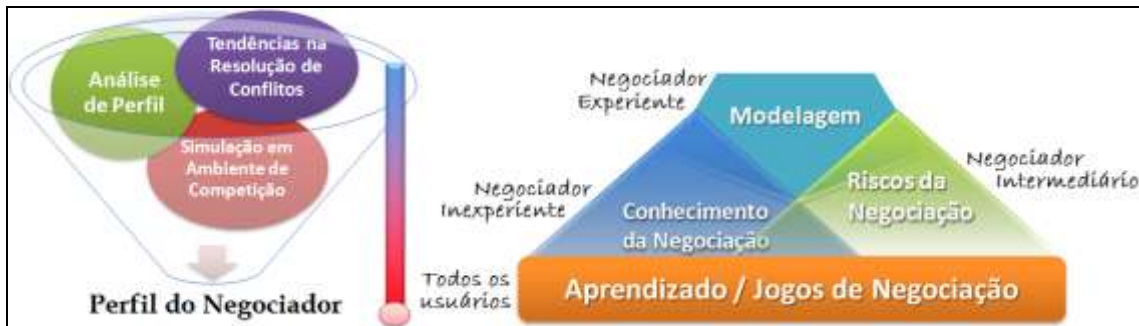 Análise
de Perfil
Tendências na
Resolução de
Conflitos
Simulação em
Ambiente de
Competição
Perfil do Negociador
Negociador
Experiente
Negociador
Inexperiente
Todos os
usuários
Modelagem
Conhecimento
da Negociação
Riscos da
Negociação
Negociador
Intermediário
Aprendizado / Jogos de Negociação